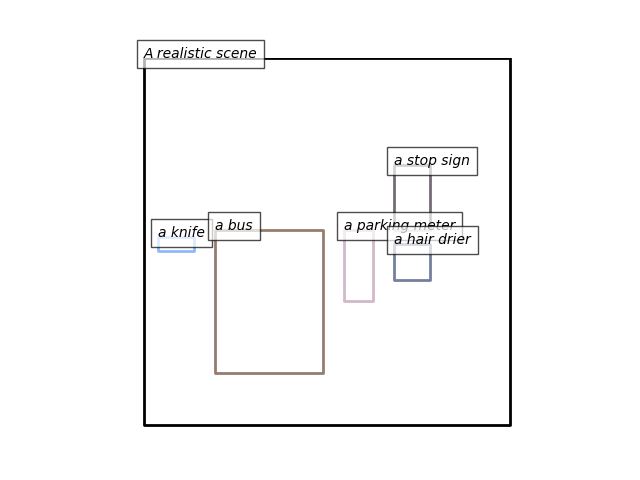 A realistic scene
a stop sign
a knife
a bus
a parking meter
a hair drier